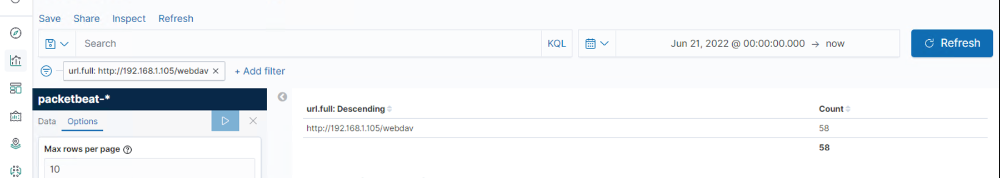 Save Share Inspect Refresh
Search KQL Jun 21, 2022 @ 00:00:00.000 → now Refresh
url.full: http://192.168.1.105/webdav × + Add filter
packetbeat-*
Data Options
url.full: Descending Count
http://192.168.1.105/webdav 58
58
Max rows per page
10